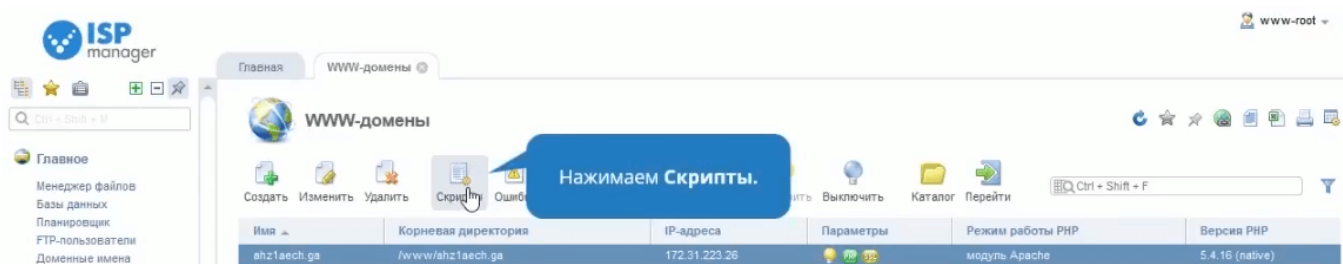 www-root
ISP
manager
Главная
WWW-домены
Ctrl + Shift + M
WWW-домены
Главное
Менеджер файлов
Базы данных
Планировщик
FTP-пользователи
Доменные имена
Создать Изменить Удалить
Нажимаем Скрипты.
Выключить Каталог Перейти
Ctrl + Shift + F
Имя Корневая директория IP-адреса Параметры Режим работы PHP Версия PHP
ahz1aech.ga /www/ahz1aech.ga 172.31.223.26 модуль Apache 5.4.16 (native)